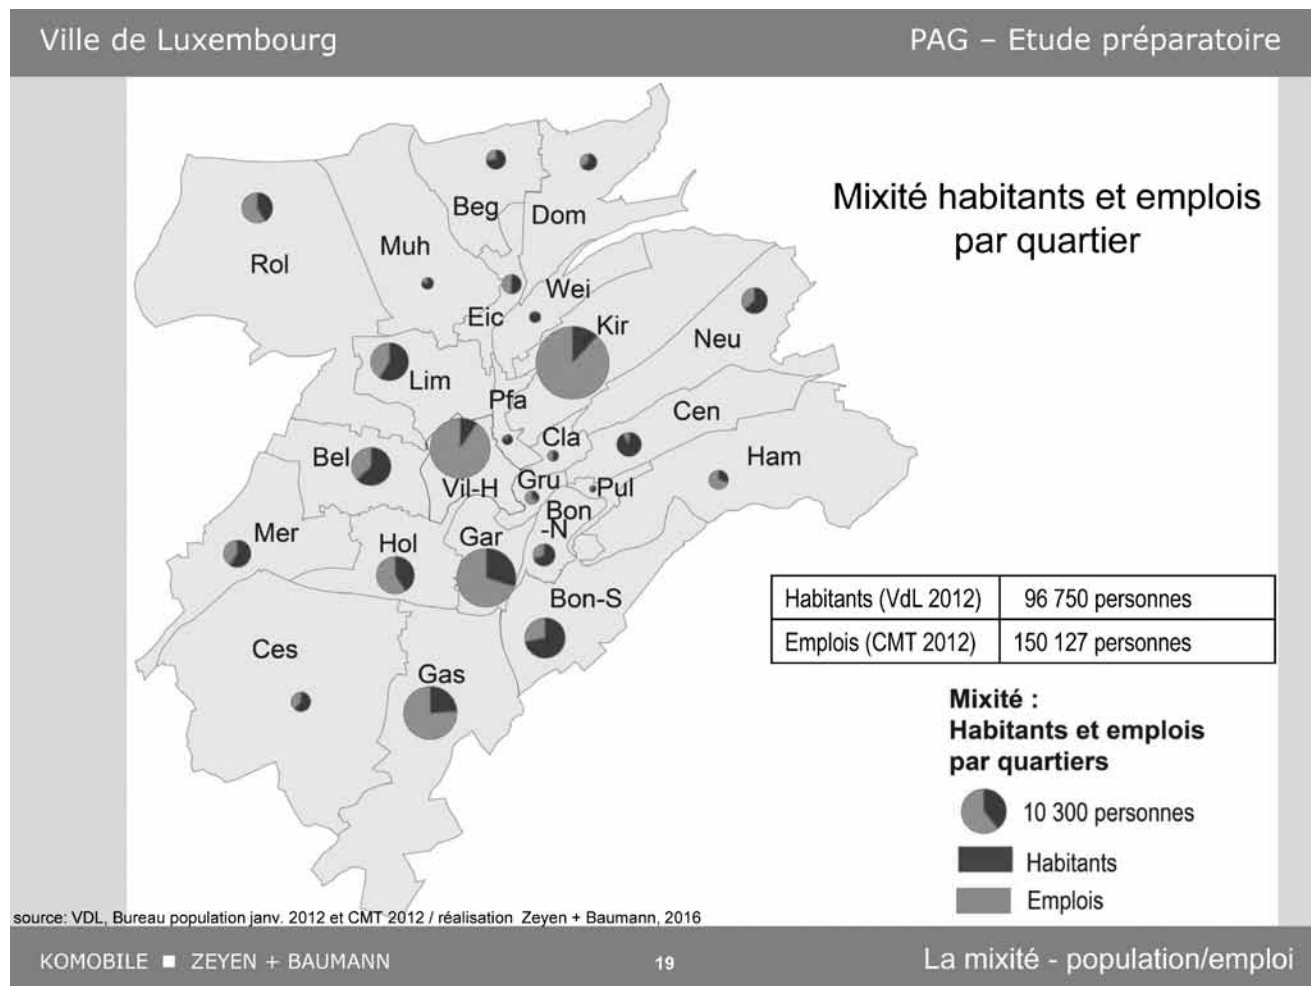 Ville de Luxembourg
PAG – Etude préparatoire
Mixité habitants et emplois
par quartier
Beg
Dom
Muh
Rol
Wei
Eic
Kir
Neu
Lim
Pfa
Cen
Cla
Bel
Ham
Vil-H
Gru
Pul
Bon
-N
Mer
Hol
Gar
Bon-S
Ces
Gas
Habitants (VdL 2012) 96 750 personnes
Emplois (CMT 2012) 150 127 personnes
Mixité :
Habitants et emplois
par quartiers
10 300 personnes
Habitants
Emplois
source: VDL, Bureau population janv. 2012 et CMT 2012 / réalisation Zeyen + Baumann, 2016
KOMOBILE ■ ZEYEN + BAUMANN
19
La mixité - population/emploi